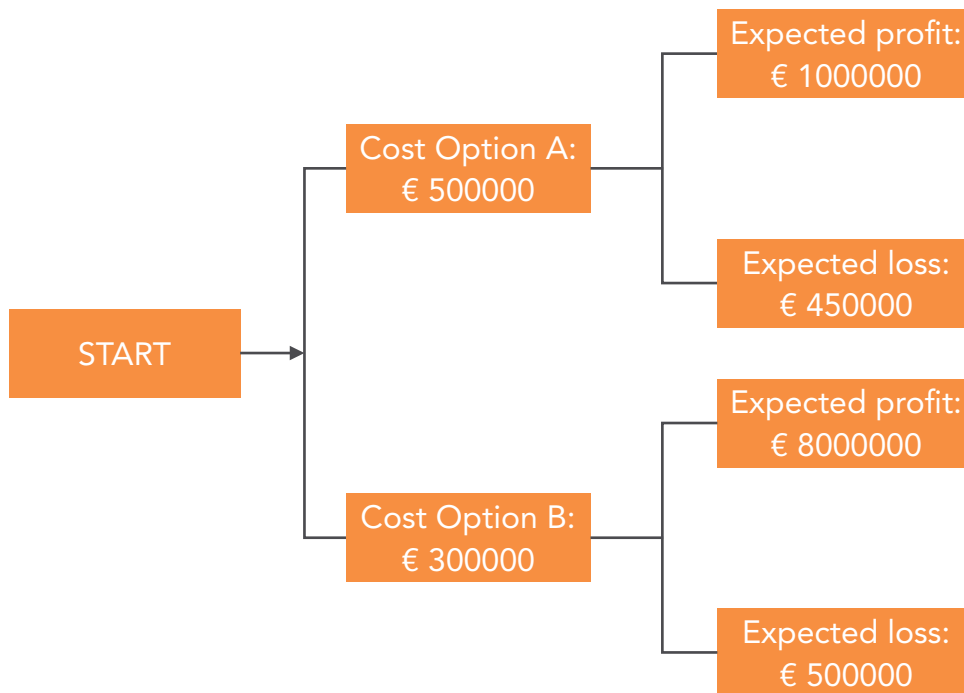 START
Cost Option A:
€ 500000
Expected profit:
€ 1000000
Expected loss:
€ 450000
Cost Option B:
€ 300000
Expected profit:
€ 8000000
Expected loss:
€ 500000